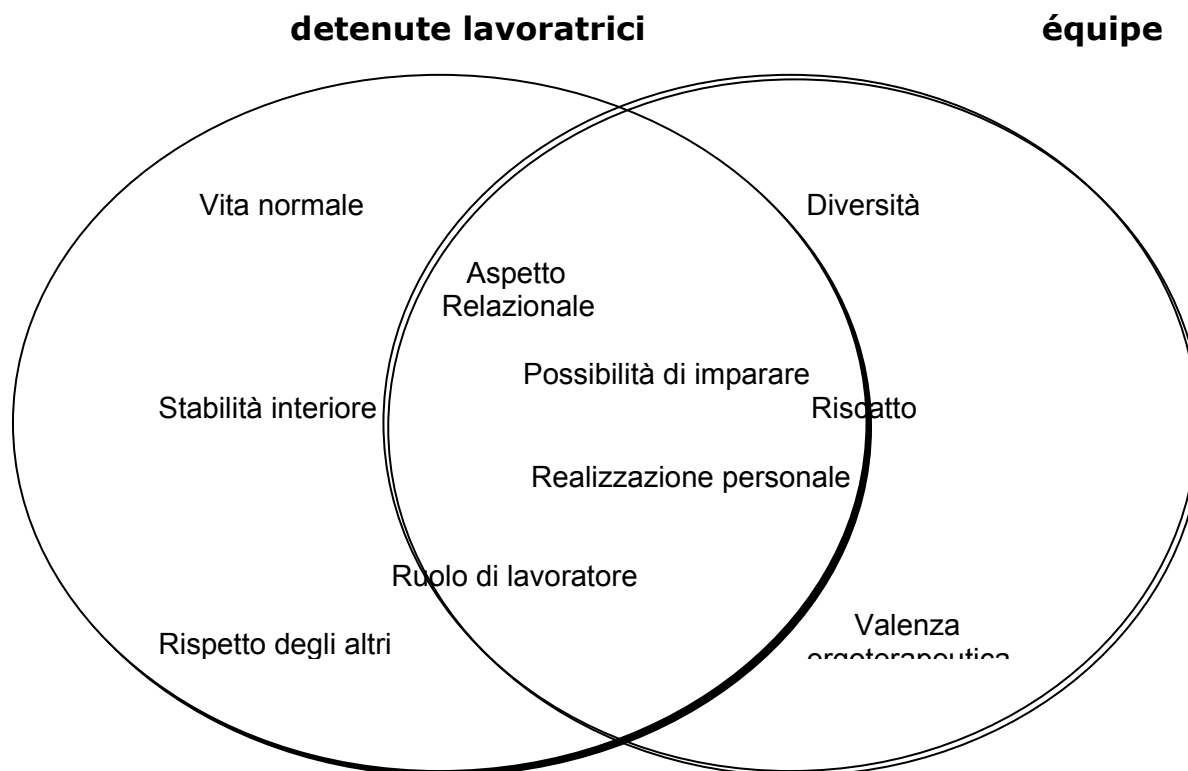 detenute lavoratrici
équipe
Vita normale
Diversità
Aspetto
Relazionale
Possibilità di imparare
Stabilità interiore
Riscatto
Realizzazione personale
Ruolo di lavoratore
Rispetto degli altri
Valenza
ergoterapeutica